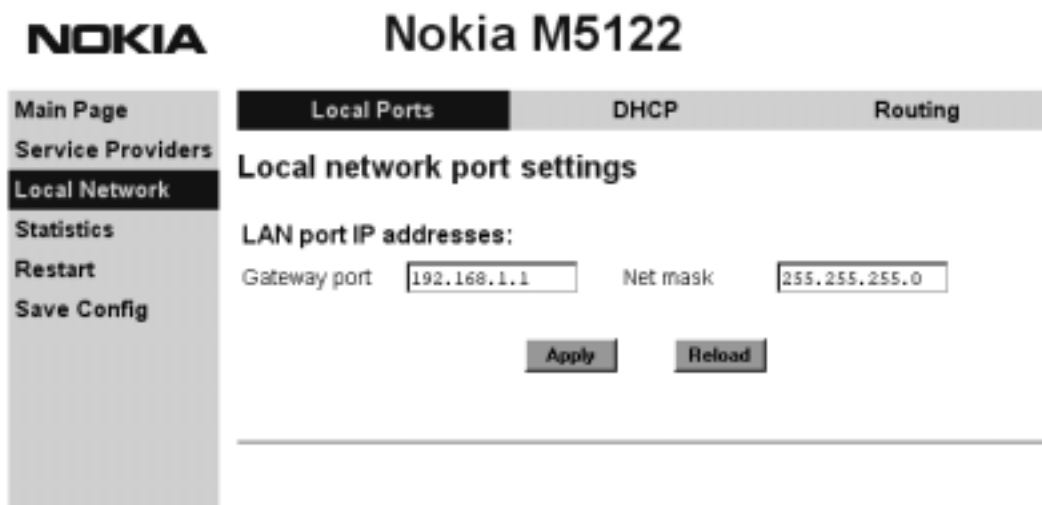 NOKIA
Nokia M5122
Main Page
Service Providers
Local Network
Statistics
Restart
Save Config
Local Ports DHCP Routing
Local network port settings
LAN port IP addresses:
Gateway port 192.168.1.1 Net mask 255.255.255.0
Apply Reload